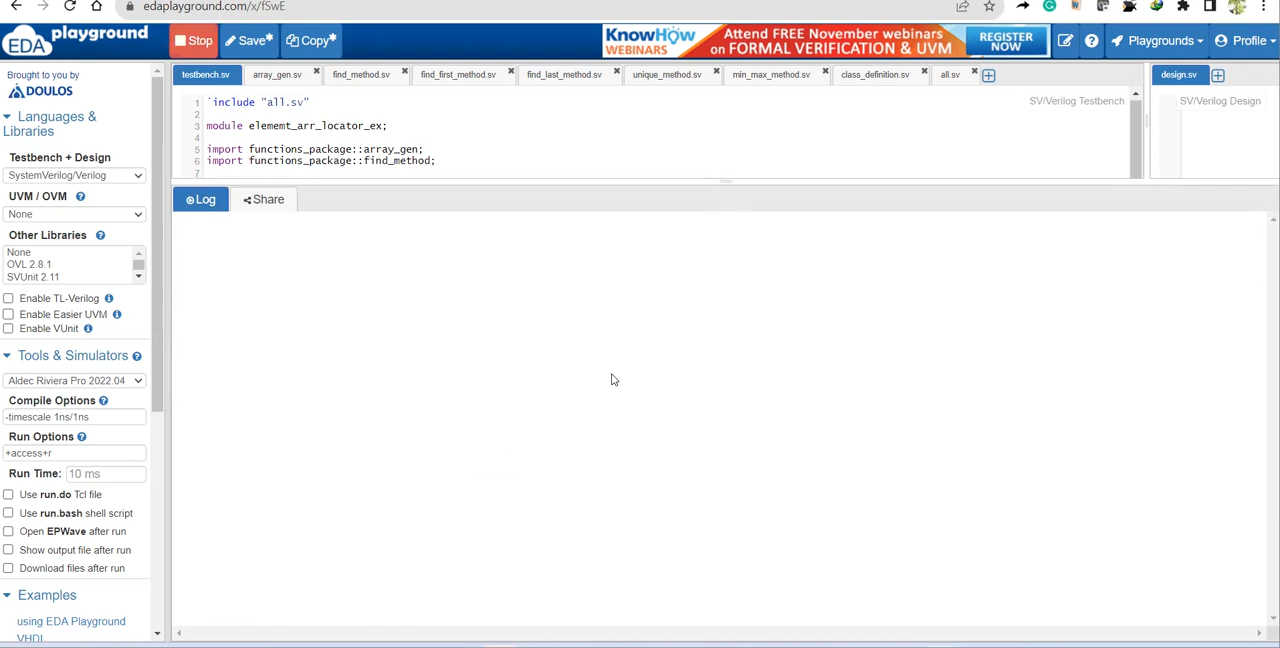 edaplayground.com/x/fSwE
EDA playground
Stop
Save*
Copy*
KnowHow WEBINARS
Attend FREE November webinars
on FORMAL VERIFICATION & UVM
REGISTER NOW
Playgrounds
Profile
Brought to you by
DOULOS
Languages &
Libraries
Testbench + Design
SystemVerilog/Verilog
UVM / OVM
None
Other Libraries
None
OVL 2.8.1
SVUnit 2.11
Enable TL-Verilog
Enable Easier UVM
Enable VUnit
Tools & Simulators
Aldec Riviera Pro 2022.04
Compile Options
-timescale 1ns/1ns
Run Options
+access+r
Run Time: 10 ms
Use run.do Tcl file
Use run.bash shell script
Open EPWave after run
Show output file after run
Download files after run
Examples
using EDA Playground
VHDL
testbench.sv
array_gen.sv
find_method.sv
find_first_method.sv
find_last_method.sv
unique_method.sv
min_max_method.sv
class_definition.sv
all.sv
SV/Verilog Testbench
1 `include "all.sv"
2
3 module elememt_arr_locator_ex;
4
5 import functions_package::array_gen;
6 import functions_package::find_method;
7
design.sv
SV/Verilog Design
Log
Share